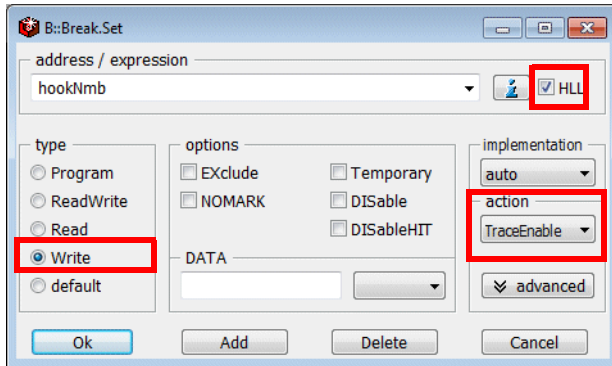 B::Break.Set
address / expression
hookNmb
HLL
type
Program
ReadWrite
Read
Write
default
options
EXclude
NOMARK
Temporary
DISable
DISableHIT
DATA
implementation
auto
action
TraceEnable
advanced
Ok
Add
Delete
Cancel